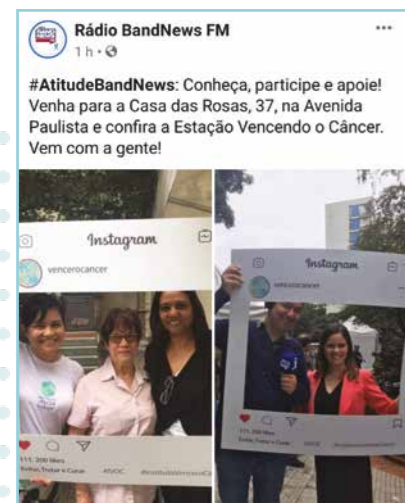 Rádio BandNews FM
1 h
#AtitudeBandNews: Conheça, participe e apoie!
Venha para a Casa das Rosas, 37, na Avenida
Paulista e confira a Estação Vencendo o Câncer.
Vem com a gente!
Instagram
vencerocancer
Instagram
vencerocancer